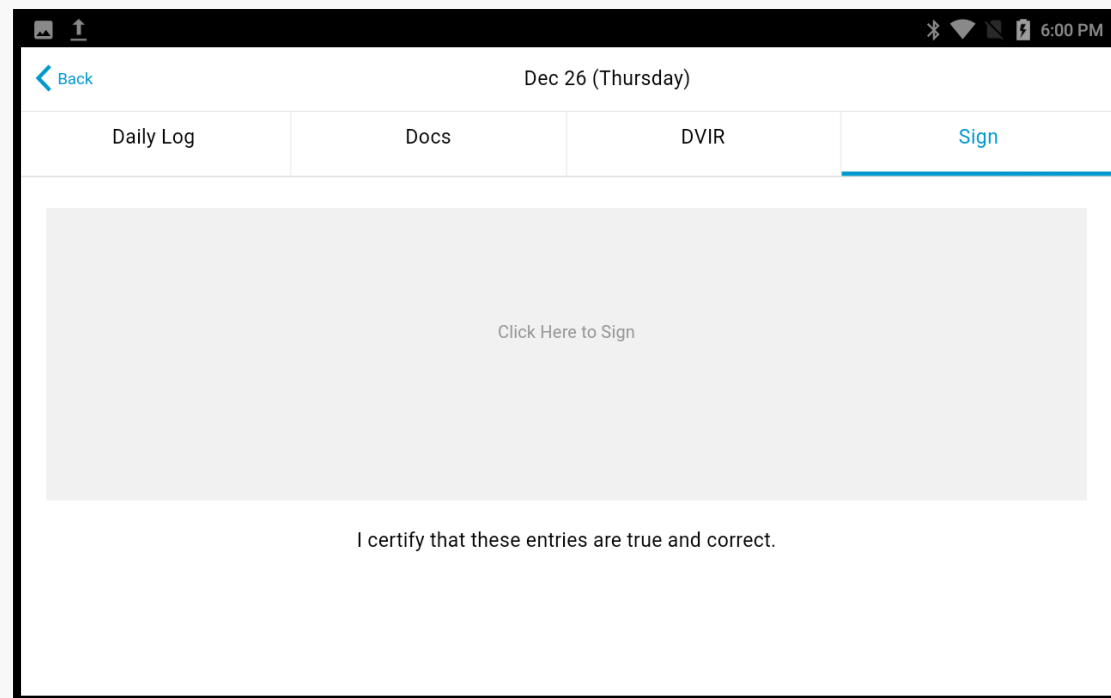 6:00 PM
Back
Dec 26 (Thursday)
Daily Log
Docs
DVIR
Sign
Click Here to Sign
I certify that these entries are true and correct.